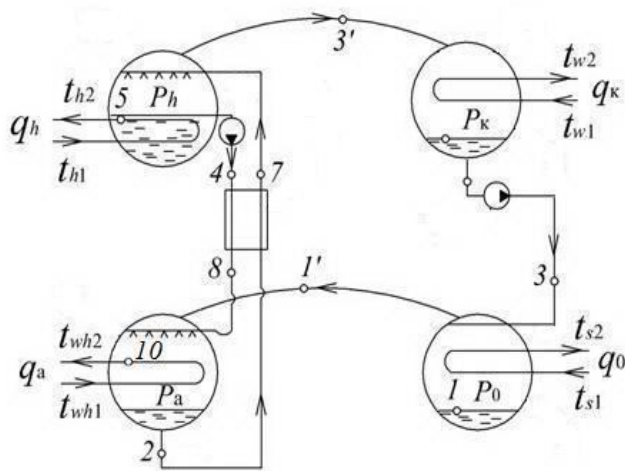 3'
t_h2
5
P_h
q_h
t_h1
t_w2
P_к
q_к
t_w1
4
7
8
1'
3
t_wh2
10
q_a
P_a
t_wh1
2
t_s2
P_0
q_0
1
t_s1